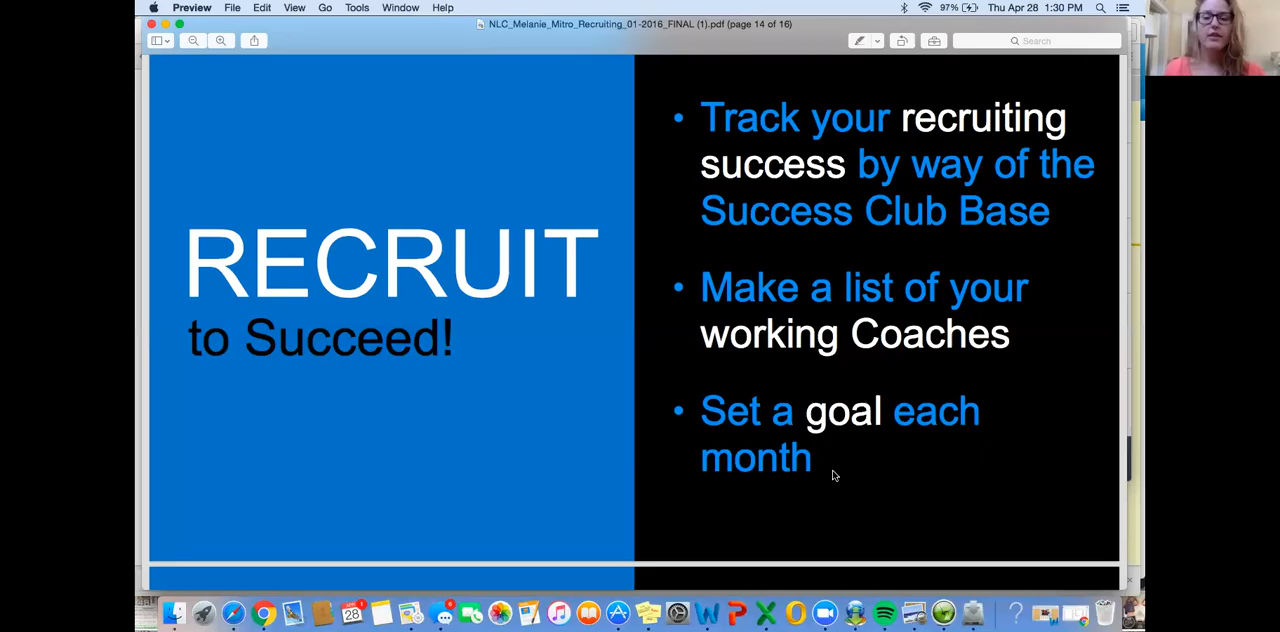 Preview File Edit View Go Tools Window Help 97% Thu Apr 28 1:30 PM
NLC_Melanie_Mitro_Recruiting_01-2016_FINAL (1).pdf (page 14 of 16)
Search
RECRUIT
to Succeed!
• Track your recruiting
success by way of the
Success Club Base
• Make a list of your
working Coaches
• Set a goal each
month